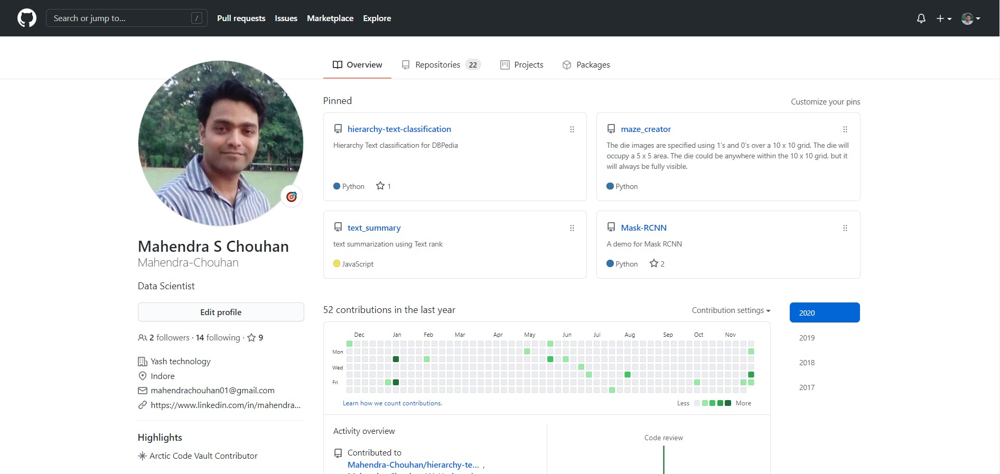 Search or jump to... /
Pull requests Issues Marketplace Explore
Overview Repositories 22 Projects Packages
Mahendra S Chouhan
Mahendra-Chouhan
Data Scientist
Edit profile
2 followers · 14 following · 9
Yash technology
Indore
mahendrachouhan01@gmail.com
https://www.linkedin.com/in/mahendra...
Highlights
Arctic Code Vault Contributor
Pinned
Customize your pins
hierarchy-text-classification
Hierarchy Text classification for DBPedia
Python 1
maze_creator
The die images are specified using 1's and 0's over a 10 x 10 grid. The die will
occupy a 5 x 5 area. The die could be anywhere within the 10 x 10 grid, but it
will always be fully visible.
Python
text_summary
text summarization using Text rank
JavaScript
Mask-RCNN
A demo for Mask RCNN
Python 2
52 contributions in the last year
Contribution settings
Dec Jan Feb Mar Apr May Jun Jul Aug Sep Oct Nov
Mon
Wed
Fri
Learn how we count contributions.
Less More
2020
2019
2018
2017
Activity overview
Contributed to
Mahendra-Chouhan/hierarchy-te... ,
Code review